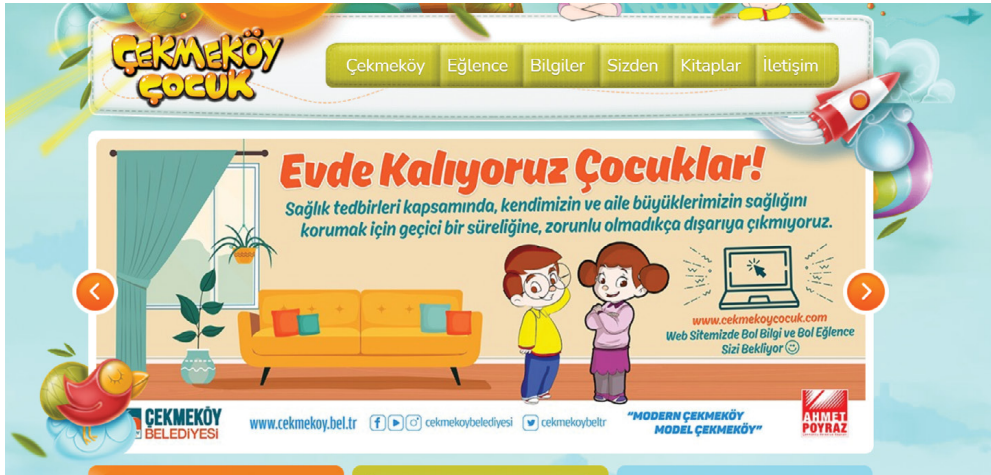 ÇEKMEKÖY
ÇOCUK
Çekmeköy Eğlence Bilgiler Sizden Kitaplar İletişim
Evde Kalıyoruz Çocuklar!
Sağlık tedbirleri kapsamında, kendimizin ve aile büyüklerimizin sağlığını
korumak için geçici bir süreliğine, zorunlu olmadıkça dışarıya çıkmıyoruz.
www.cekmekoycocuk.com
Web Sitemizde Bol Bilgi ve Bol Eğlence
Sizi Bekliyor
ÇEKMEKÖY
BELEDİYESİ
www.cekmekoy.bel.tr cekmekoybelediyesi cekmekoybeltr
"MODERN ÇEKMEKÖY
MODEL ÇEKMEKÖY"
AHMET
POYRAZ